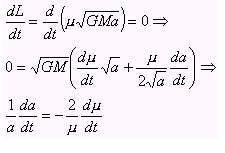 dL/dt = d/dt (μ√GMa) = 0 ⇒
0 = √GM (dμ/dt √a + μ/(2√a) da/dt) ⇒
1/a da/dt = − 2/μ dμ/dt